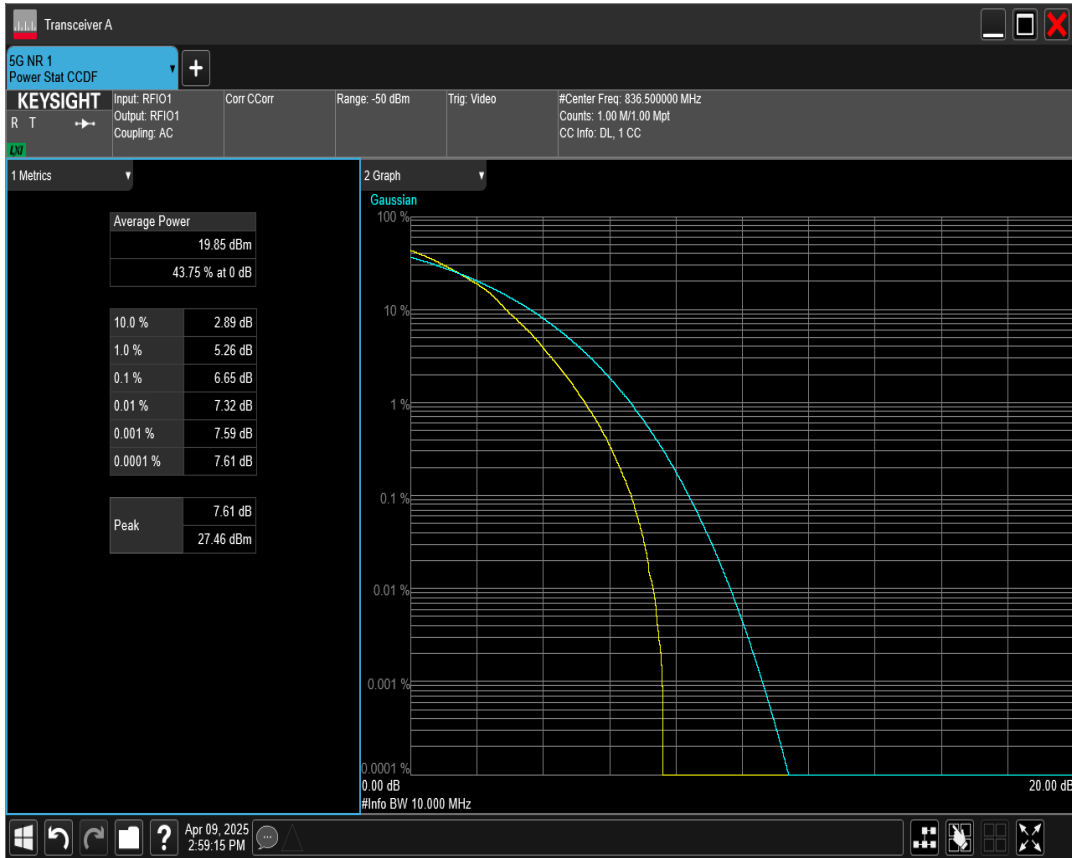 Transceiver A
5G NR 1
Power Stat CCDF
KEYSIGHT
R T
LXI
Input: RFIO1
Output: RFIO1
Coupling: AC
Corr CCorr
Range: -50 dBm
Trig: Video
#Center Freq: 836.500000 MHz
Counts: 1.00 M/1.00 Mpt
CC Info: DL, 1 CC
1 Metrics
Average Power
19.85 dBm
43.75 % at 0 dB
10.0 % 2.89 dB
1.0 % 5.26 dB
0.1 % 6.65 dB
0.01 % 7.32 dB
0.001 % 7.59 dB
0.0001 % 7.61 dB
Peak 7.61 dB
27.46 dBm
2 Graph
Gaussian
100 %
10 %
1 %
0.1 %
0.01 %
0.001 %
0.0001 %
0.00 dB 20.00 dB
#Info BW 10.000 MHz
? Apr 09, 2025
2:59:15 PM